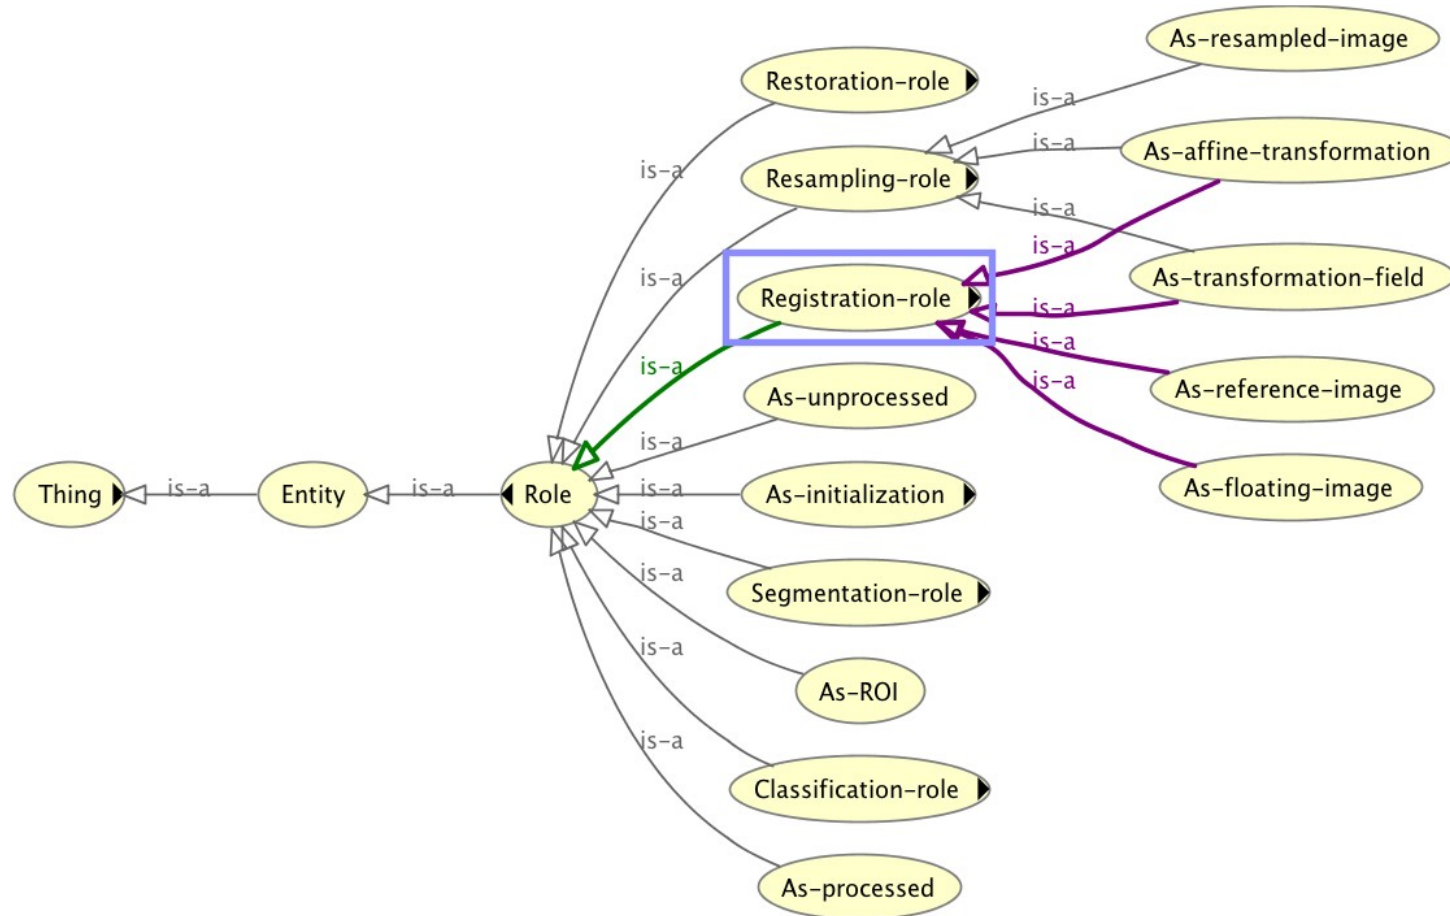 As-resampled-image
Restoration-role
is-a
As-affine-transformation
is-a
is-a
Resampling-role
is-a
is-a
As-transformation-field
is-a
Registration-role
is-a
is-a
is-a
is-a
As-reference-image
As-unprocessed
is-a
As-floating-image
Thing
is-a
Entity
is-a
Role
is-a
As-initialization
is-a
is-a
Segmentation-role
is-a
As-ROI
is-a
Classification-role
As-processed